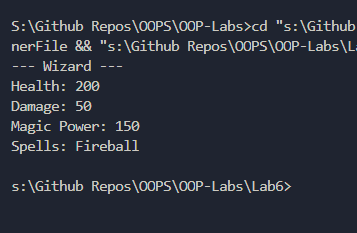 S:\Github Repos\OOPS\OOP-Labs>cd "s:\Github
nerFile && "s:\Github Repos\OOPS\OOP-Labs\La
--- Wizard ---
Health: 200
Damage: 50
Magic Power: 150
Spells: Fireball
s:\Github Repos\OOPS\OOP-Labs\Lab6>